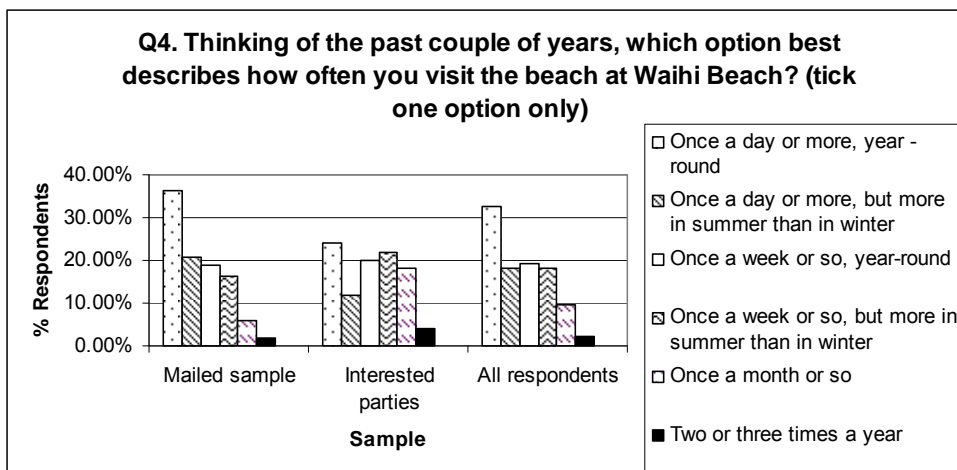 Q4. Thinking of the past couple of years, which option best
describes how often you visit the beach at Waihi Beach? (tick
one option only)
% Respondents
40.00%
30.00%
20.00%
10.00%
0.00%
Mailed sample
Interested
parties
All respondents
Sample
Once a day or more, year -
round
Once a day or more, but more
in summer than in winter
Once a week or so, year-round
Once a week or so, but more in
summer than in winter
Once a month or so
Two or three times a year